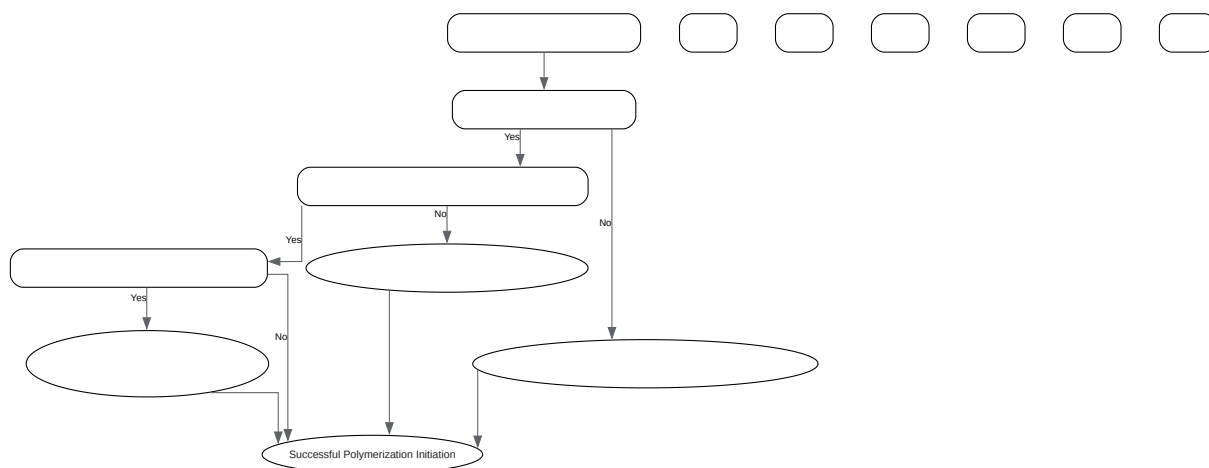 Yes
No
No
Yes
Yes
No
Successful Polymerization Initiation